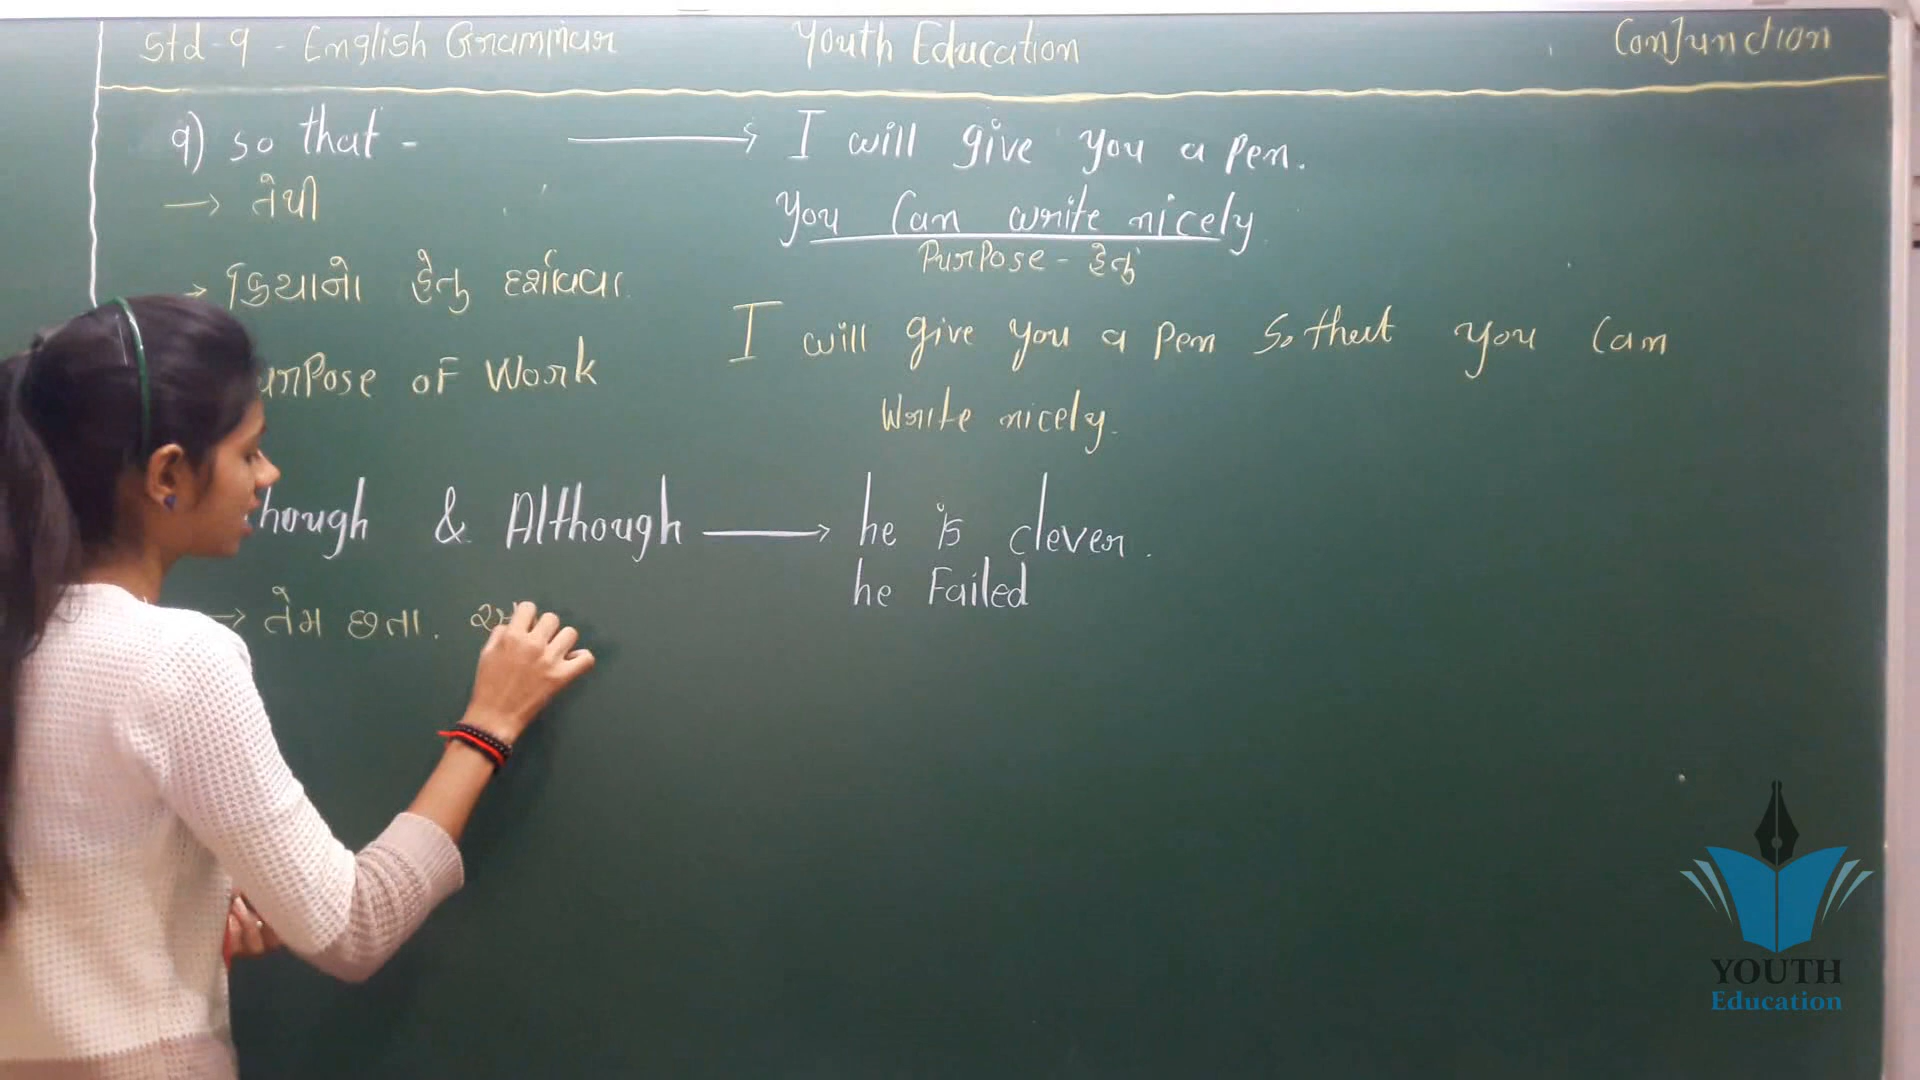 Std-9 - English Grammar Youth Education Conjunction
9) so that - → I will give you a pen.
→ તેથી
You can write nicely
Purpose - હેતુ
→ ક્રિયાનો હેતુ દર્શાવવા.
I will give you a pen so that you can
urpose of Work
Write nicely.
hough & Although → he is clever.
he Failed
→ તેમ છતા.
YOUTH
Education